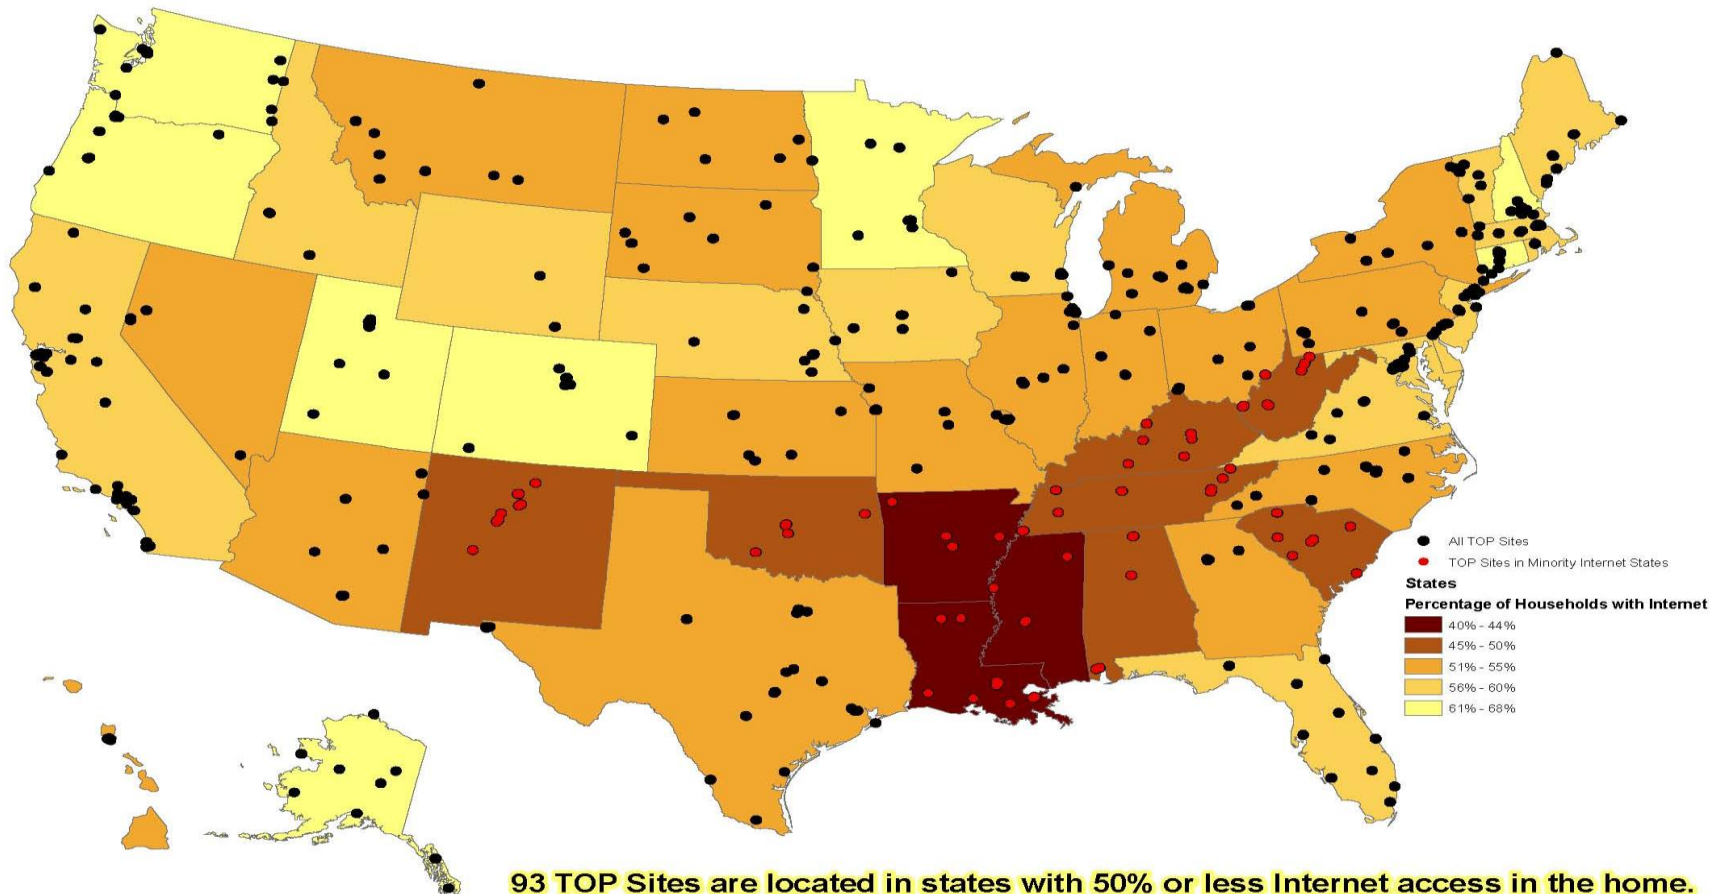 All TOP Sites
TOP Sites in Minority Internet States
States
Percentage of Households with Internet
40% - 44%
45% - 50%
51% - 55%
56% - 60%
61% - 68%
93 TOP Sites are located in states with 50% or less Internet access in the home.